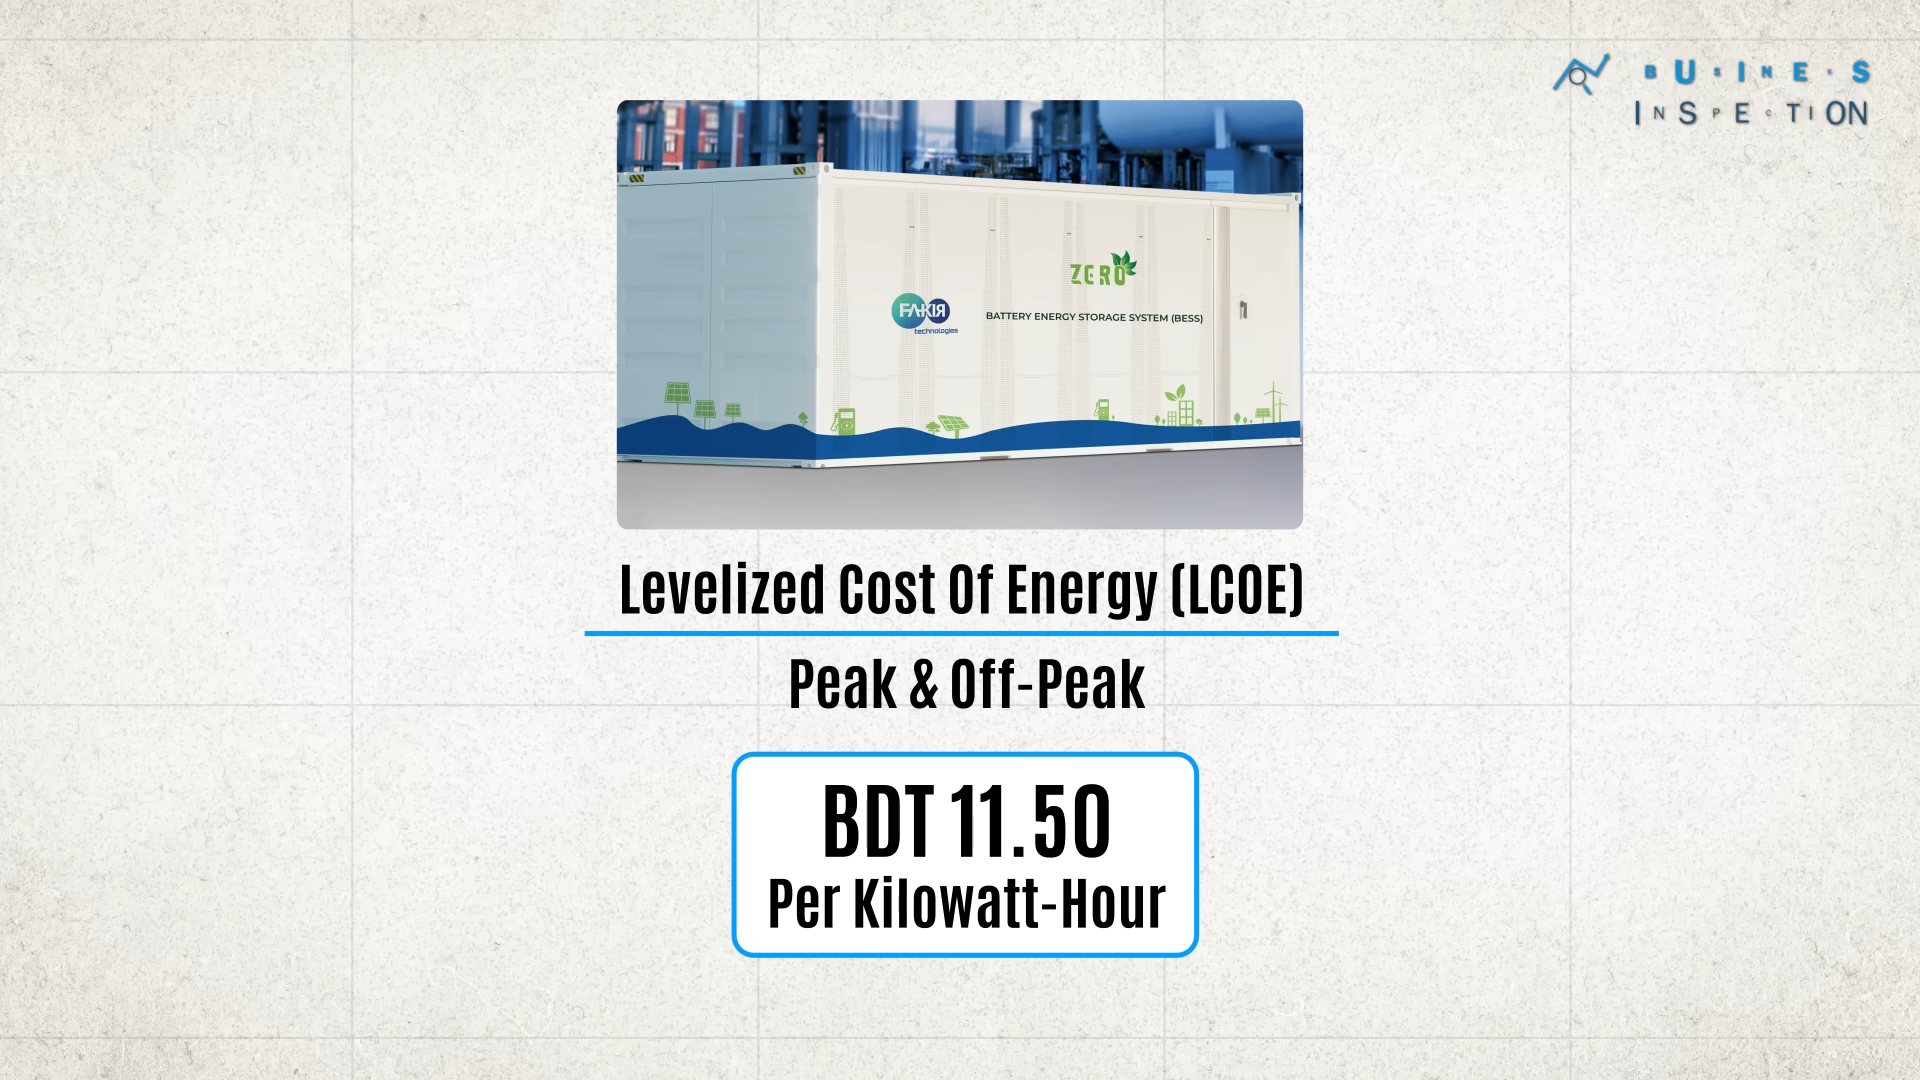 BUSINESS
INSPECTION
ZERO
FAKIR
technologies
BATTERY ENERGY STORAGE SYSTEM (BESS)
Levelized Cost Of Energy (LCOE)
Peak & Off-Peak
BDT 11.50
Per Kilowatt-Hour